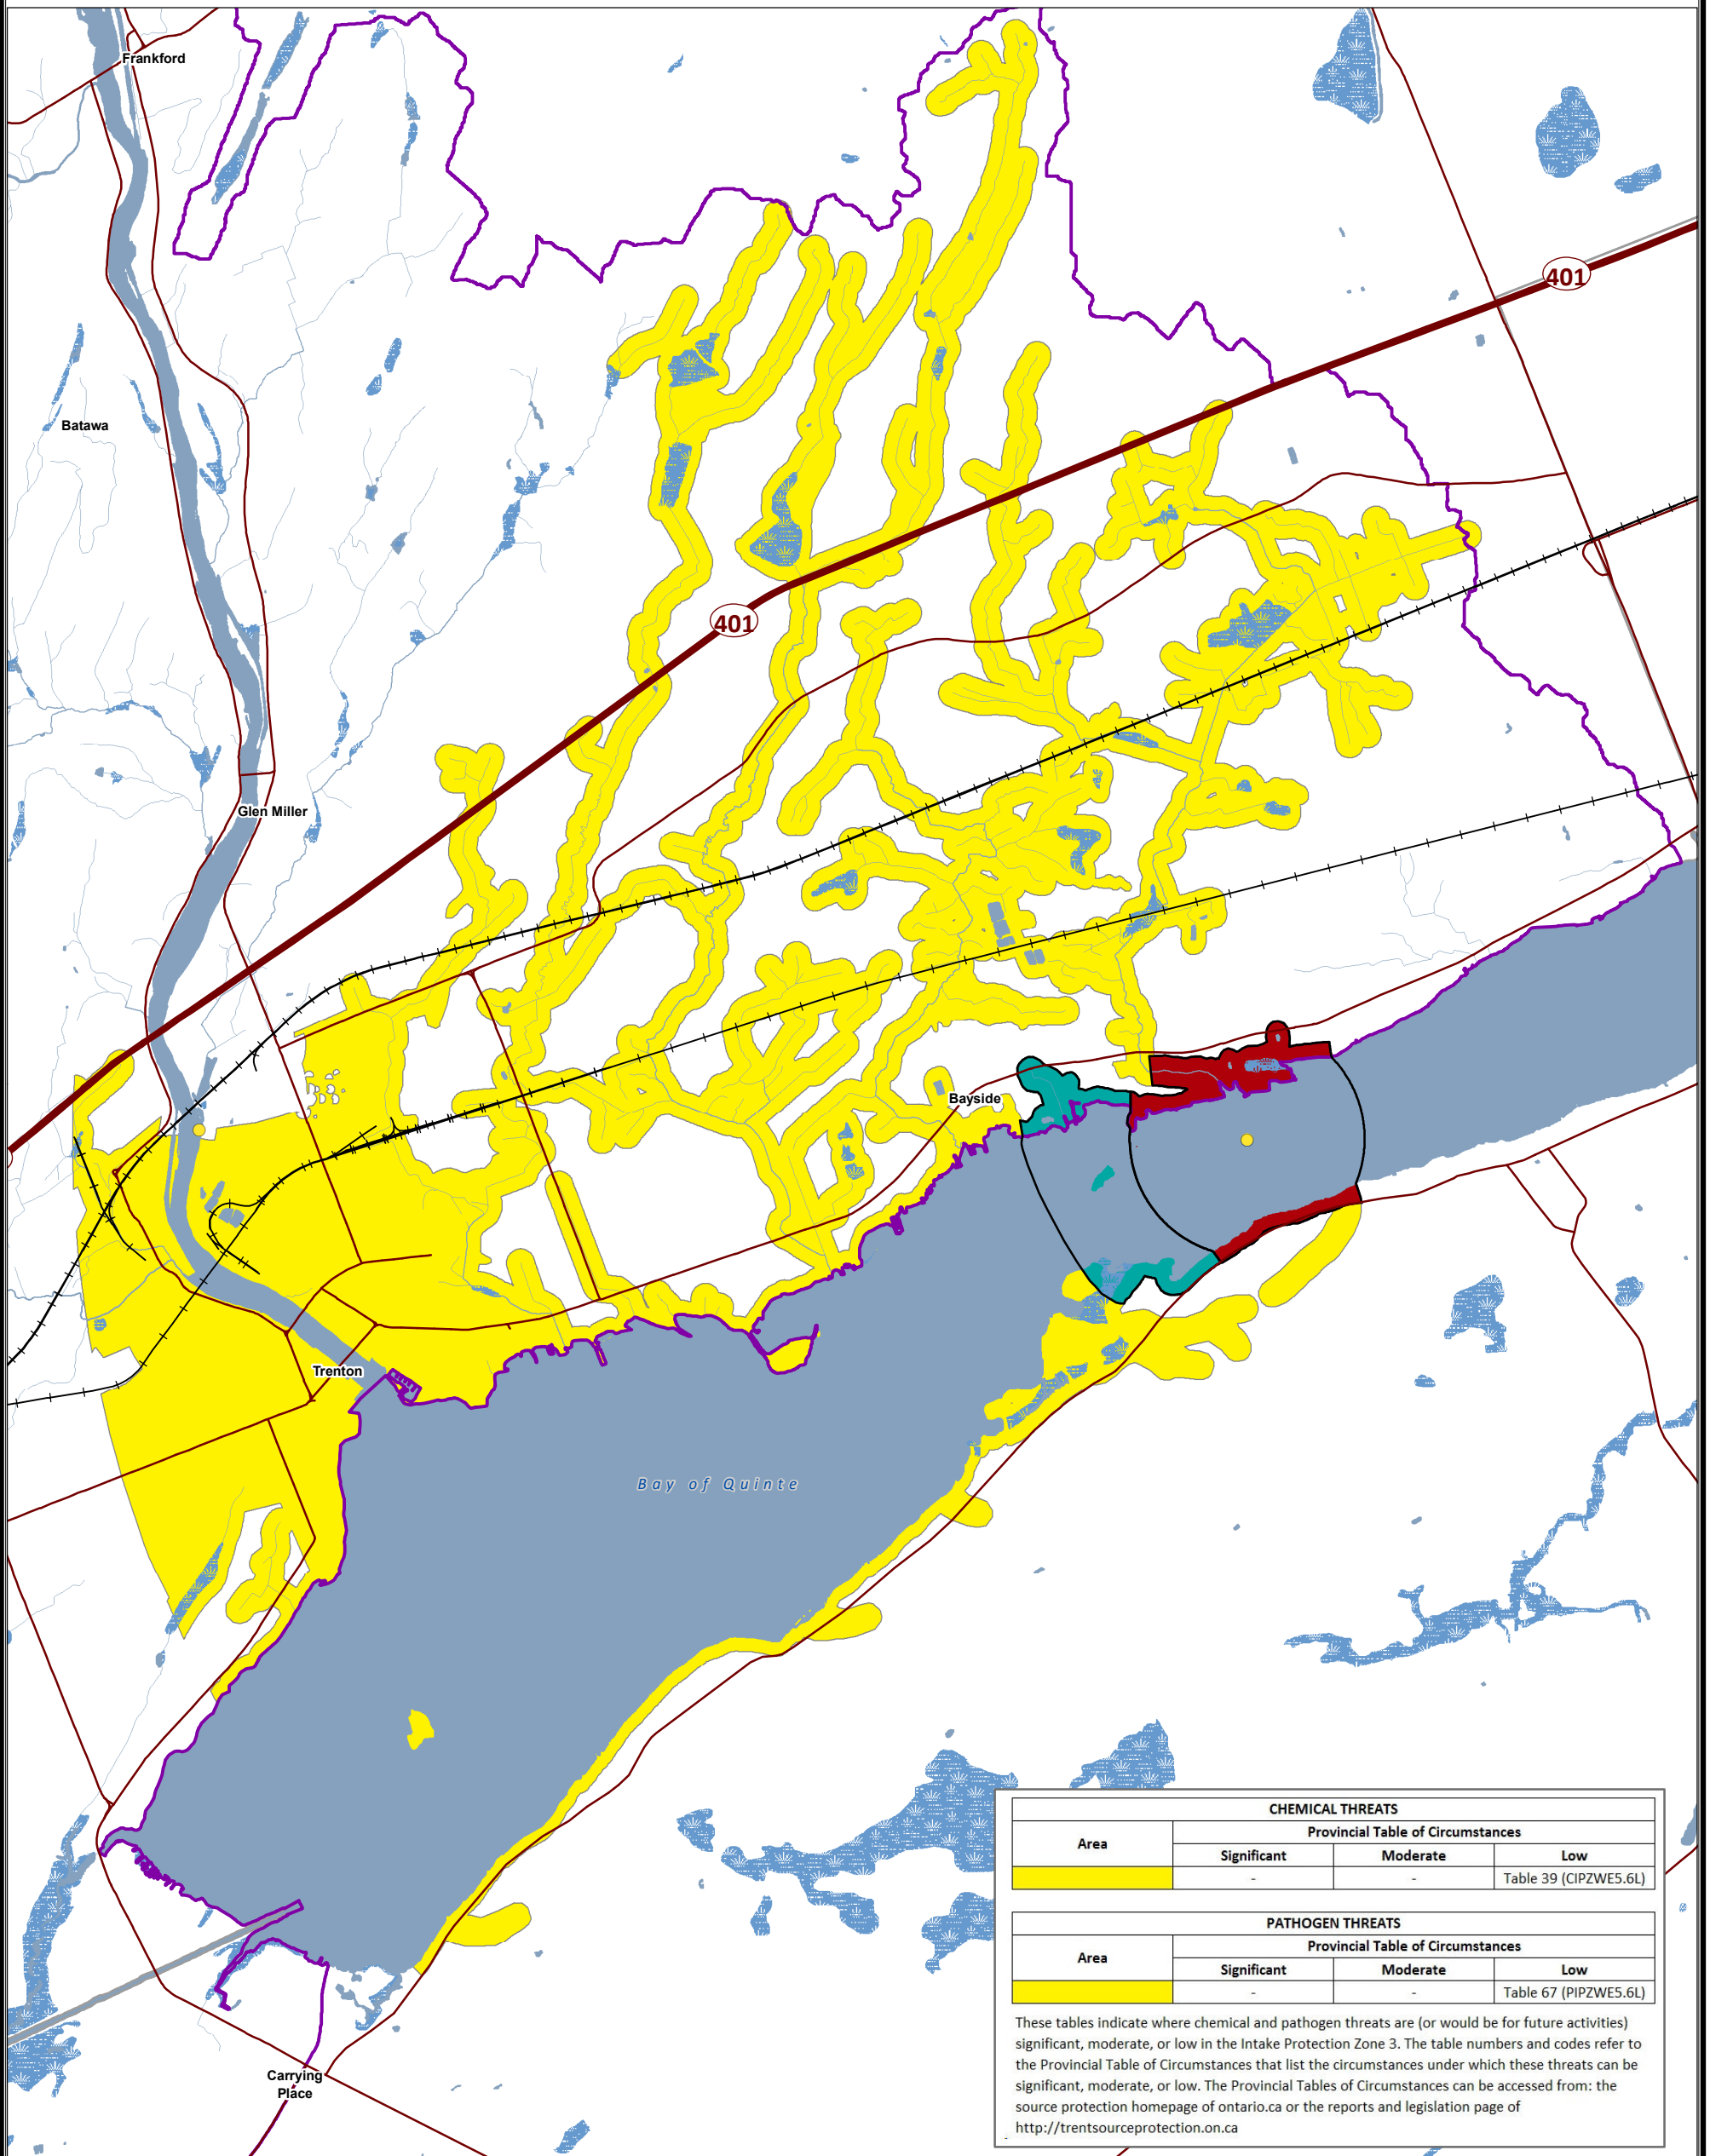 Frankford
401
Batawa
401
Glen Miller
Bayside
Trenton
Bay of Quinte
Carrying
Place
CHEMICAL THREATS
Area
Provincial Table of Circumstances
Significant
Moderate
Low
-
-
Table 39 (CIPZWE5.6L)
PATHOGEN THREATS
Area
Provincial Table of Circumstances
Significant
Moderate
Low
-
-
Table 67 (PIPZWE5.6L)
These tables indicate where chemical and pathogen threats are (or would be for future activities)
significant, moderate, or low in the Intake Protection Zone 3. The table numbers and codes refer to
the Provincial Table of Circumstances that list the circumstances under which these threats can be
significant, moderate, or low. The Provincial Tables of Circumstances can be accessed from: the
source protection homepage of ontario.ca or the reports and legislation page of
http://trentsourceprotection.on.ca